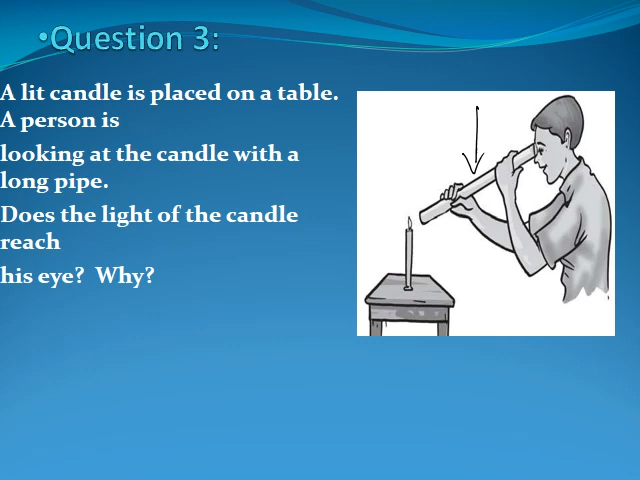 •Question 3:
A lit candle is placed on a table.
A person is
looking at the candle with a
long pipe.
Does the light of the candle
reach
his eye?  Why?